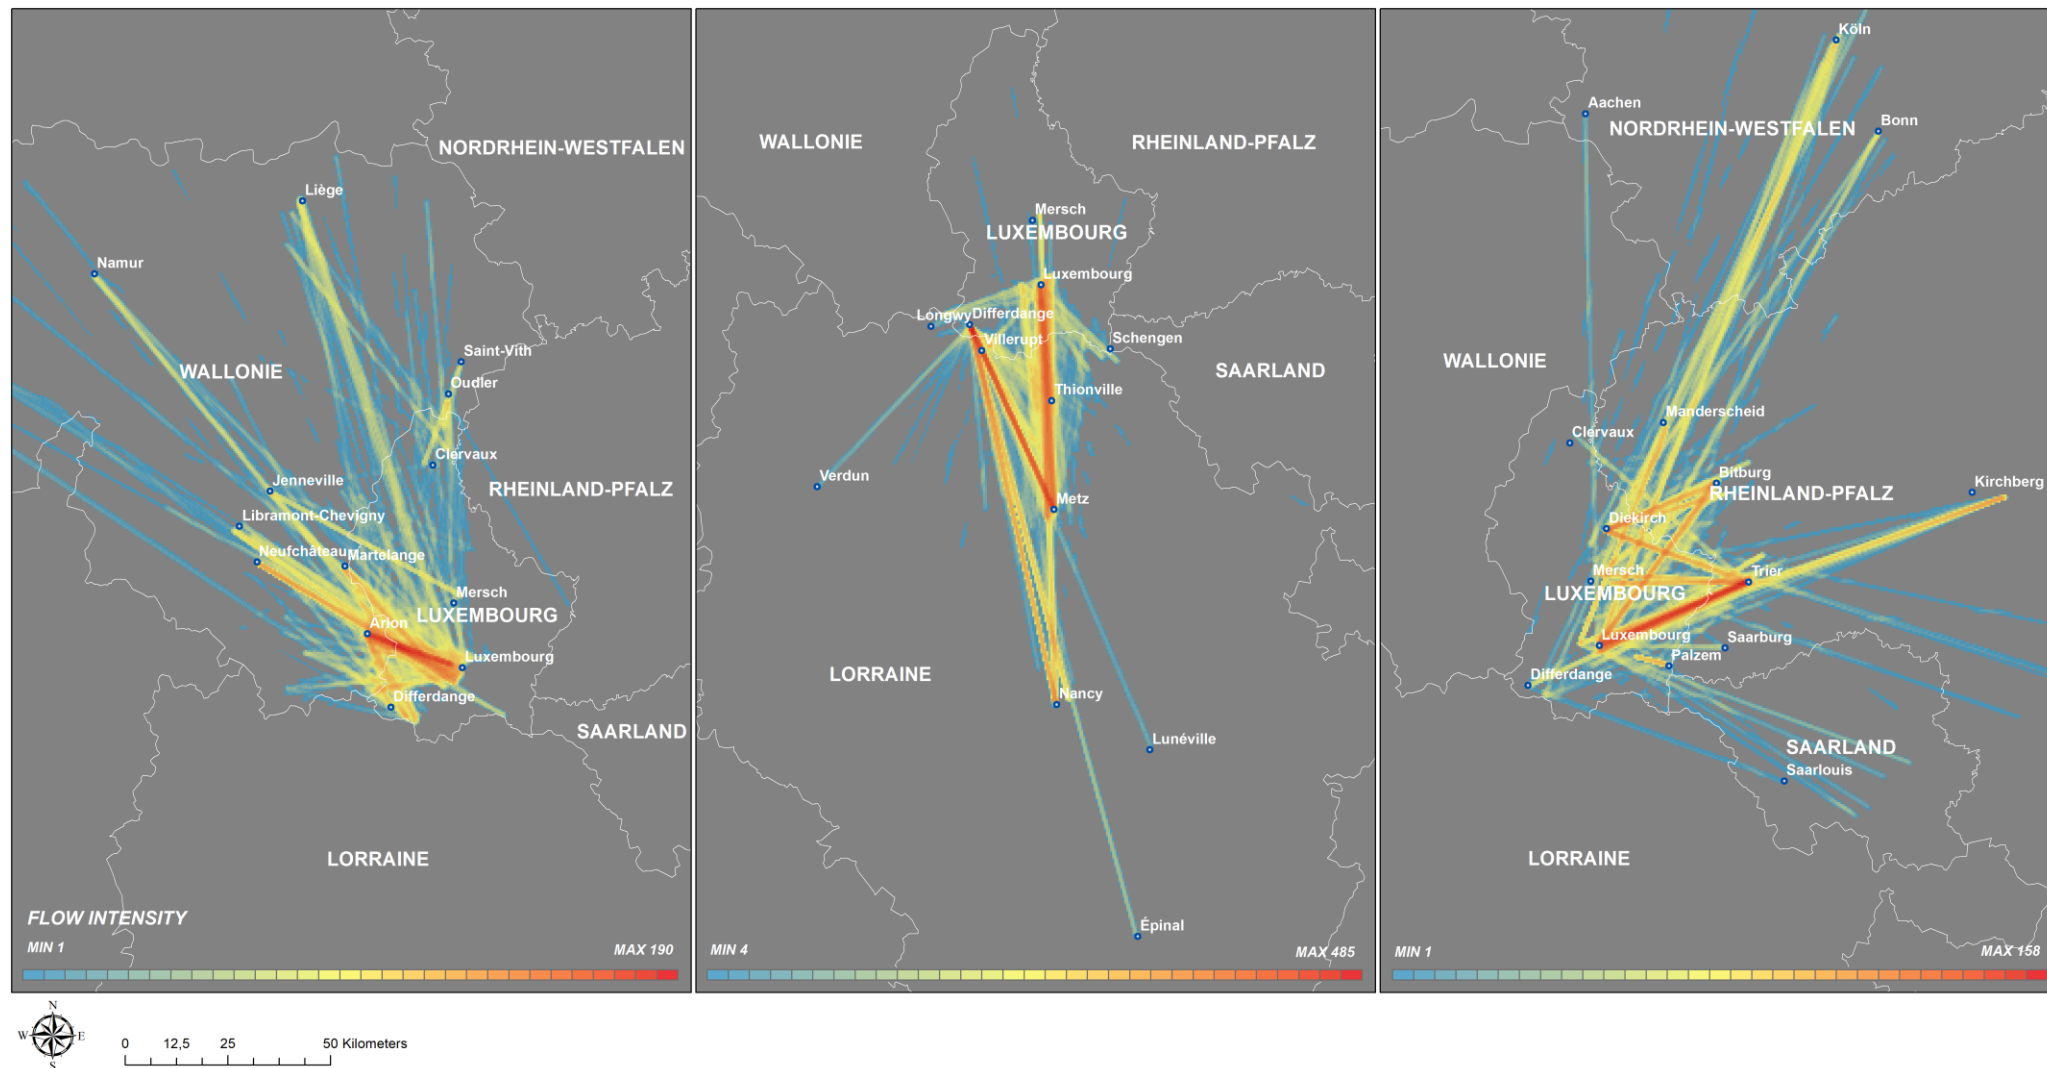 NORDRHEIN-WESTFALEN
Liège
Namur
Saint-Vith
WALLONIE
Oudler
Clervaux
Jenneville
RHEINLAND-PFALZ
Libramont-Chevigny
Neufchâteau
Martelange
Mersch
LUXEMBOURG
Arlon
Luxembourg
Differdange
SAARLAND
LORRAINE
FLOW INTENSITY
MIN 1
MAX 190
WALLONIE
RHEINLAND-PFALZ
Mersch
LUXEMBOURG
Luxembourg
Longwy
Differdange
Villerupt
Schengen
SAARLAND
Thionville
Verdun
Metz
LORRAINE
Nancy
Lunéville
Épinal
MIN 4
MAX 485
Köln
Aachen
NORDRHEIN-WESTFALEN
Bonn
WALLONIE
Manderscheid
Clervaux
Bitburg
RHEINLAND-PFALZ
Kirchberg
Diekirch
Mersch
Trier
LUXEMBOURG
Luxembourg
Saarburg
Palzem
Differdange
SAARLAND
Saarlouis
LORRAINE
MIN 1
MAX 158
N
W
E
S
0 12,5 25 50 Kilometers